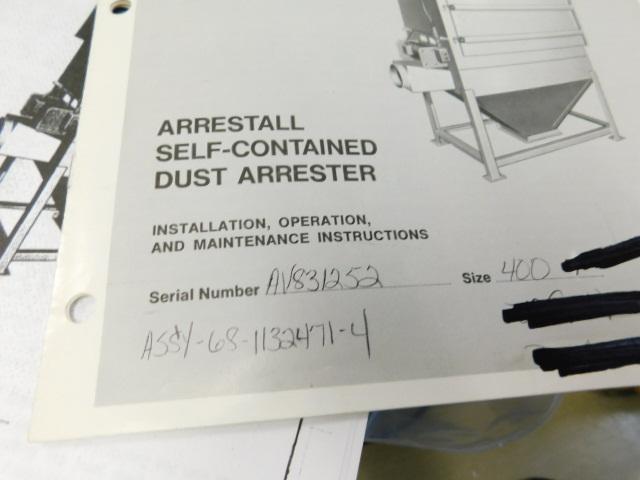 ARRESTALL
SELF-CONTAINED
DUST ARRESTER
INSTALLATION, OPERATION,
AND MAINTENANCE INSTRUCTIONS
Serial Number AV831252 Size 400
ASSY-68-1132471-4